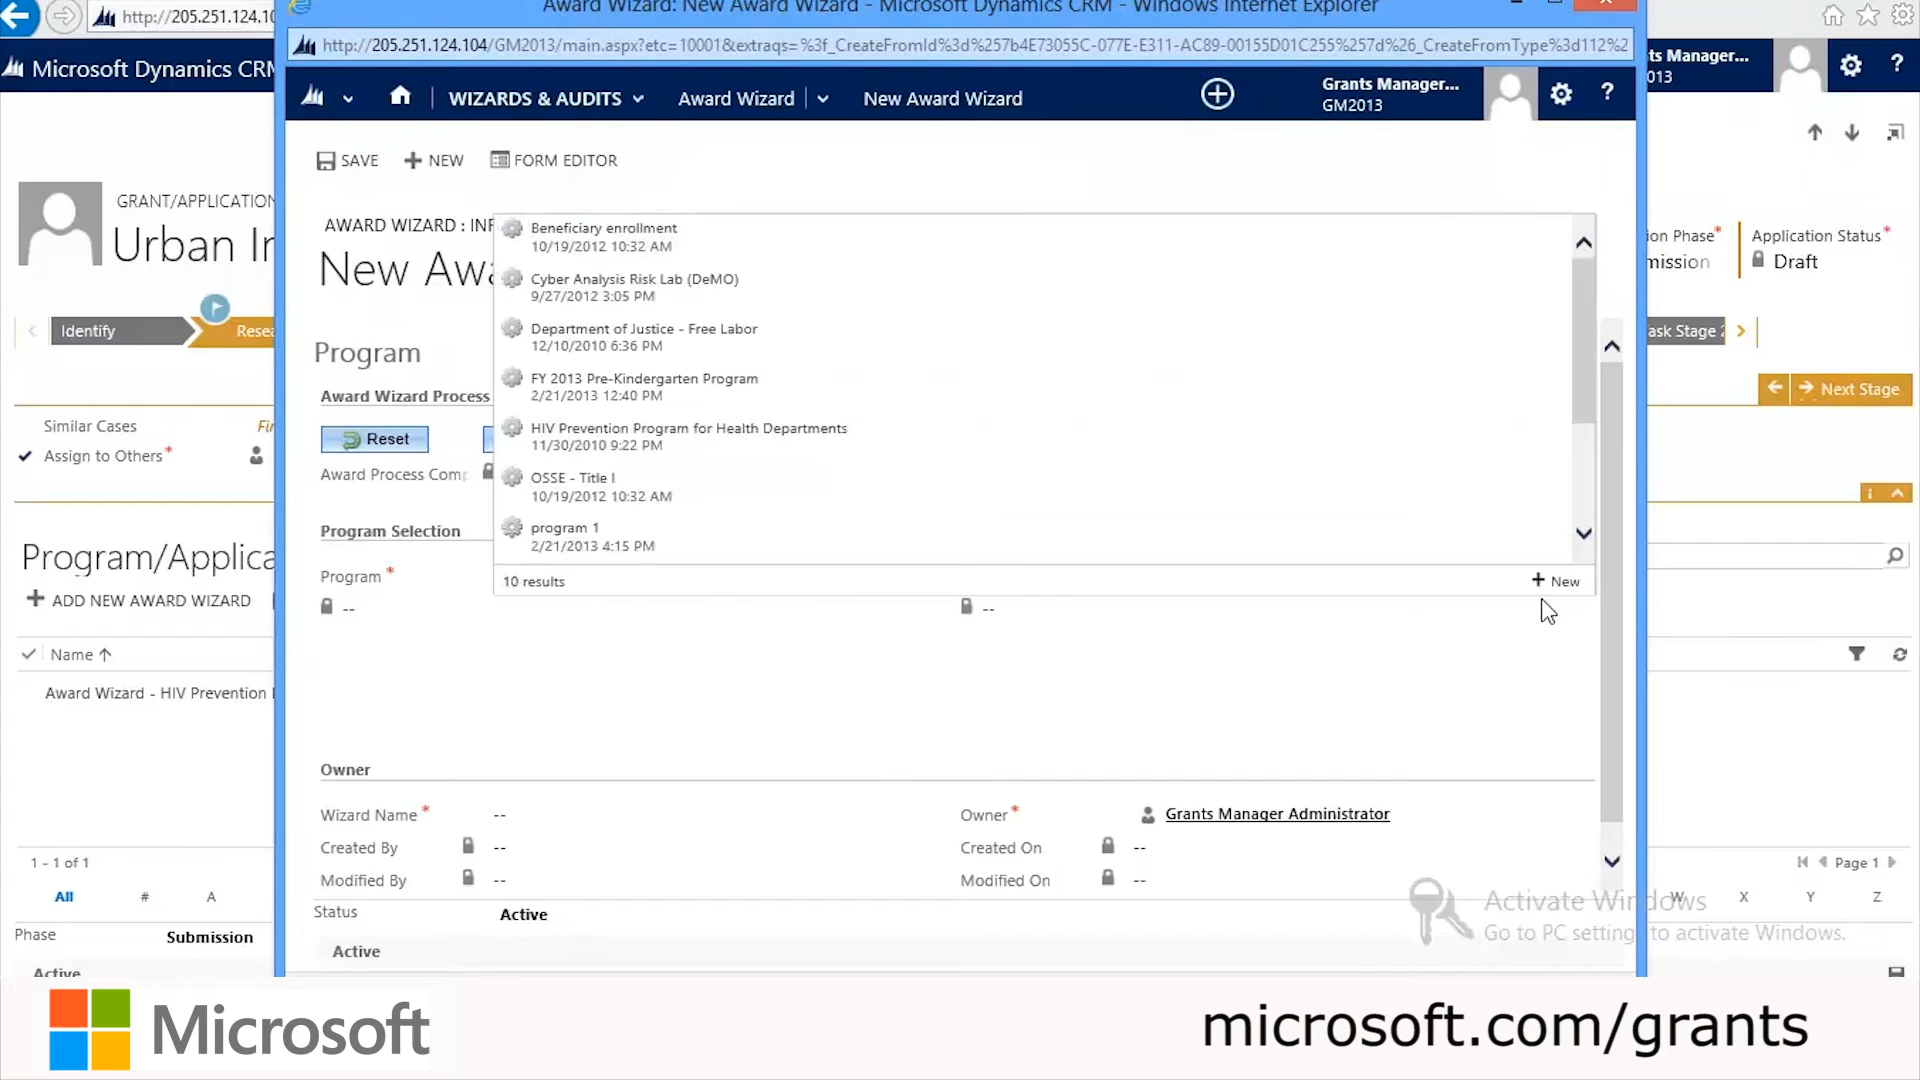 Award Wizard: New Award Wizard - Microsoft Dynamics CRM - Windows Internet Explorer
http://205.251.124.10
http://205.251.124.104/GM2013/main.aspx?etc=10001&extraqs=%3f_CreateFromId%3d%257b4E73055C-077E-E311-AC89-00155D01C255%257d%26_CreateFromType%3d112%2
Microsoft Dynamics CRM
WIZARDS & AUDITS
Award Wizard
New Award Wizard
Grants Manager...
GM2013
?
ts Manager...
013
?
SAVE
NEW
FORM EDITOR
GRANT/APPLICATION
Urban In
AWARD WIZARD : INF
New Awa
ion Phase*
mission
Application Status*
Draft
Identify
Resea
ask Stage 2
Next Stage
Similar Cases
Fir
Assign to Others*
Program
Award Wizard Process
Reset
Award Process Comp
Program Selection
Program *
--
--
Beneficiary enrollment
10/19/2012 10:32 AM
Cyber Analysis Risk Lab (DeMO)
9/27/2012 3:05 PM
Department of Justice - Free Labor
12/10/2010 6:36 PM
FY 2013 Pre-Kindergarten Program
2/21/2013 12:40 PM
HIV Prevention Program for Health Departments
11/30/2010 9:22 PM
OSSE - Title I
10/19/2012 10:32 AM
program 1
2/21/2013 4:15 PM
10 results
New
Program/Applica
ADD NEW AWARD WIZARD
Name
Award Wizard - HIV Prevention
Owner
Wizard Name *
--
Owner *
Grants Manager Administrator
Created By
--
Created On
--
Modified By
--
Modified On
--
Status
Active
Active
1 - 1 of 1
Page 1
All
#
A
W
X
Y
Z
Phase
Submission
Active
Activate Windows
Go to PC settings to activate Windows.
Microsoft
microsoft.com/grants